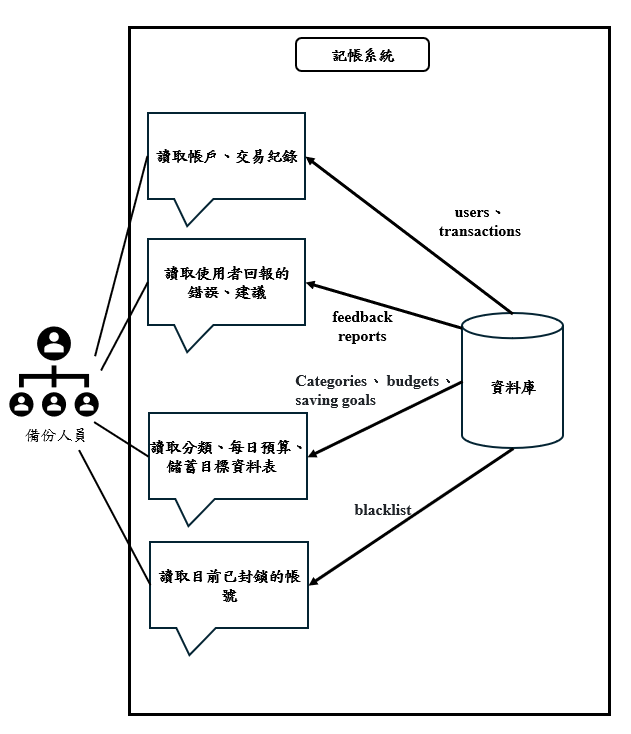 記帳系統
讀取帳戶、交易紀錄
users、
transactions
讀取使用者回報的
錯誤、建議
feedback
reports
資料庫
Categories、budgets、
saving goals
備份人員
讀取分類、每日預算、
儲蓄目標資料表
blacklist
讀取目前已封鎖的帳
號